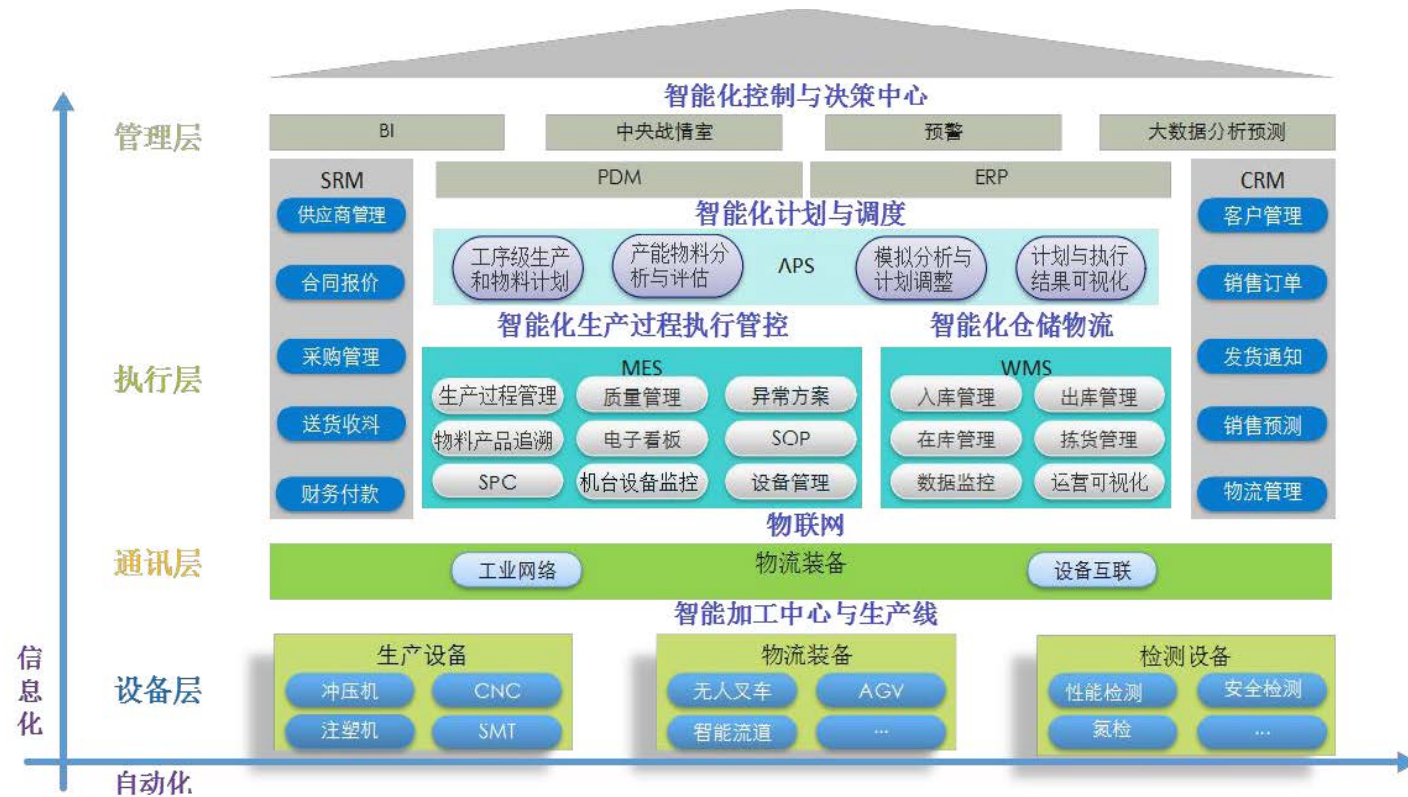 智能化控制与决策中心
管理层
BI
中央战情室
预警
大数据分析预测
SRM
供应商管理
合同报价
采购管理
送货收料
财务付款
PDM
ERP
智能化计划与调度
工序级生产
和物料计划
产能物料分
析与评估
APS
模拟分析与
计划调整
计划与执行
结果可视化
CRM
客户管理
销售订单
发货通知
销售预测
物流管理
执行层
智能化生产过程执行管控
MES
生产过程管理
质量管理
异常方案
物料产品追溯
电子看板
SOP
SPC
机台设备监控
设备管理
智能化仓储物流
WMS
入库管理
出库管理
在库管理
拣货管理
数据监控
运营可视化
物联网
通讯层
工业网络
物流装备
设备互联
智能加工中心与生产线
设备层
生产设备
冲压机
CNC
注塑机
SMT
物流装备
无人叉车
AGV
智能流道
...
检测设备
性能检测
安全检测
氮检
...
信
息
化
自动化